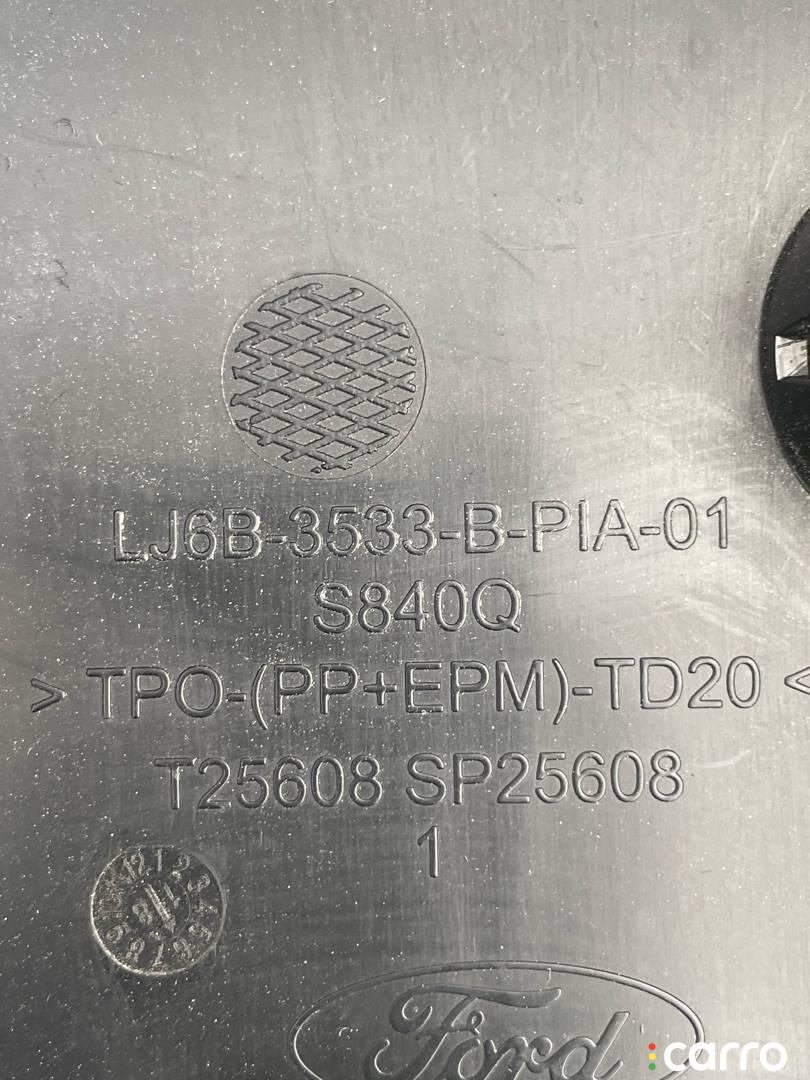 LJ6B-3533-B-PIA-01
S840Q
> TPO-(PP+EPM)-TD20 <
T25608 SP25608
1
Ford
carro